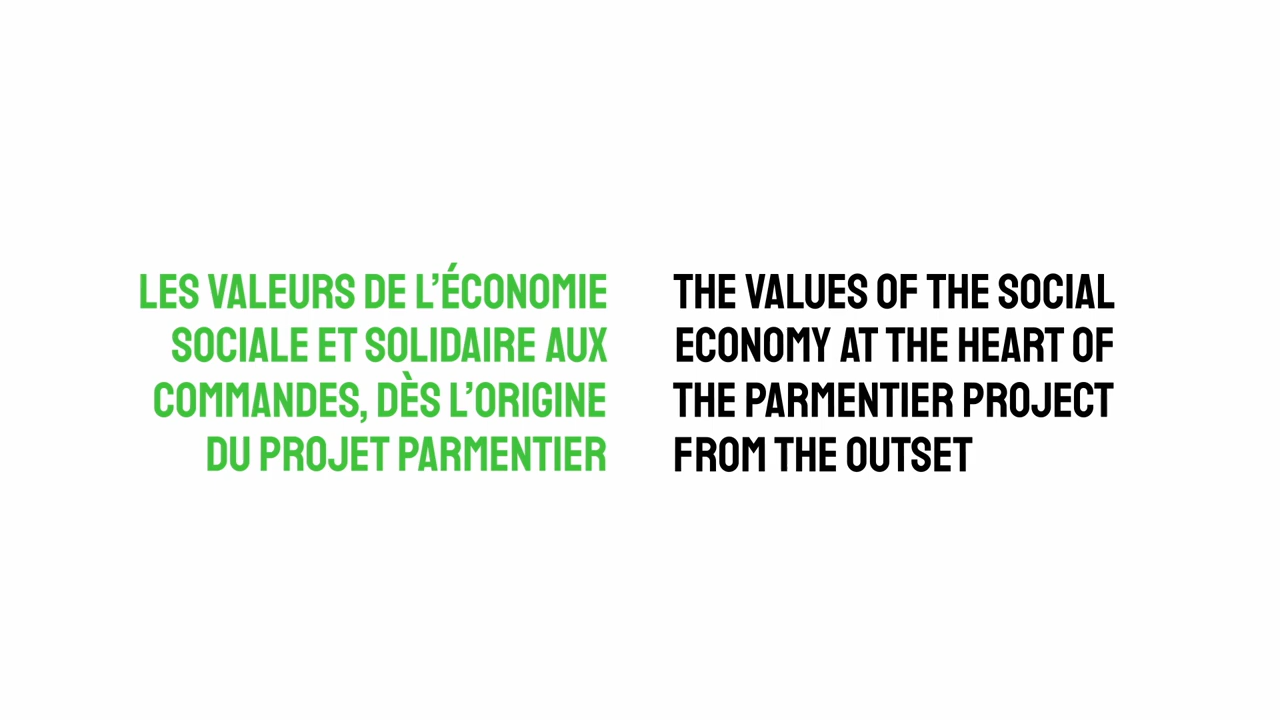 LES VALEURS DE L’ÉCONOMIE
SOCIALE ET SOLIDAIRE AUX
COMMANDES, DÈS L’ORIGINE
DU PROJET PARMENTIER
THE VALUES OF THE SOCIAL
ECONOMY AT THE HEART OF
THE PARMENTIER PROJECT
FROM THE OUTSET